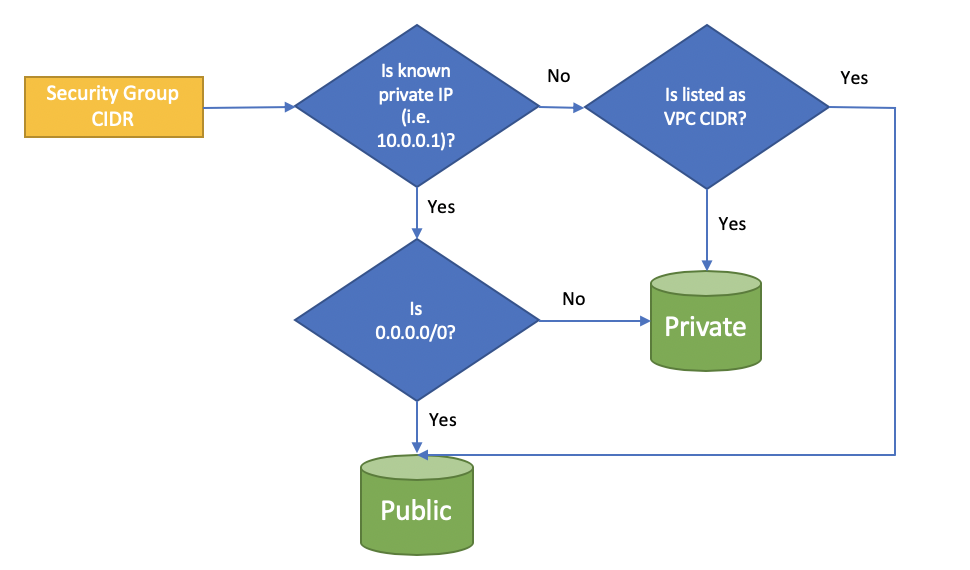 Security Group
CIDR
Is known
private IP
(i.e.
10.0.0.1)?
No
Is listed as
VPC CIDR?
Yes
Yes
Yes
Is
0.0.0.0/0?
No
Private
Yes
Public